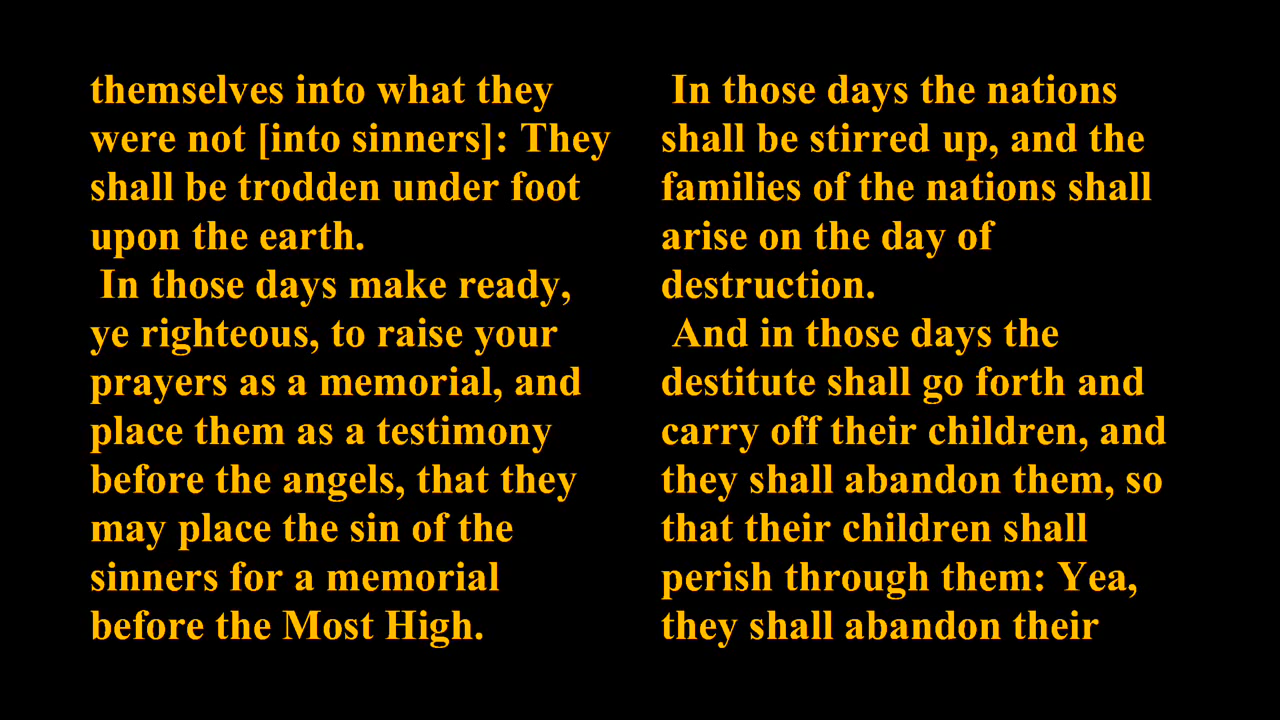 themselves into what they
were not [into sinners]: They
shall be trodden under foot
upon the earth.
In those days make ready,
ye righteous, to raise your
prayers as a memorial, and
place them as a testimony
before the angels, that they
may place the sin of the
sinners for a memorial
before the Most High.
In those days the nations
shall be stirred up, and the
families of the nations shall
arise on the day of
destruction.
And in those days the
destitute shall go forth and
carry off their children, and
they shall abandon them, so
that their children shall
perish through them: Yea,
they shall abandon their